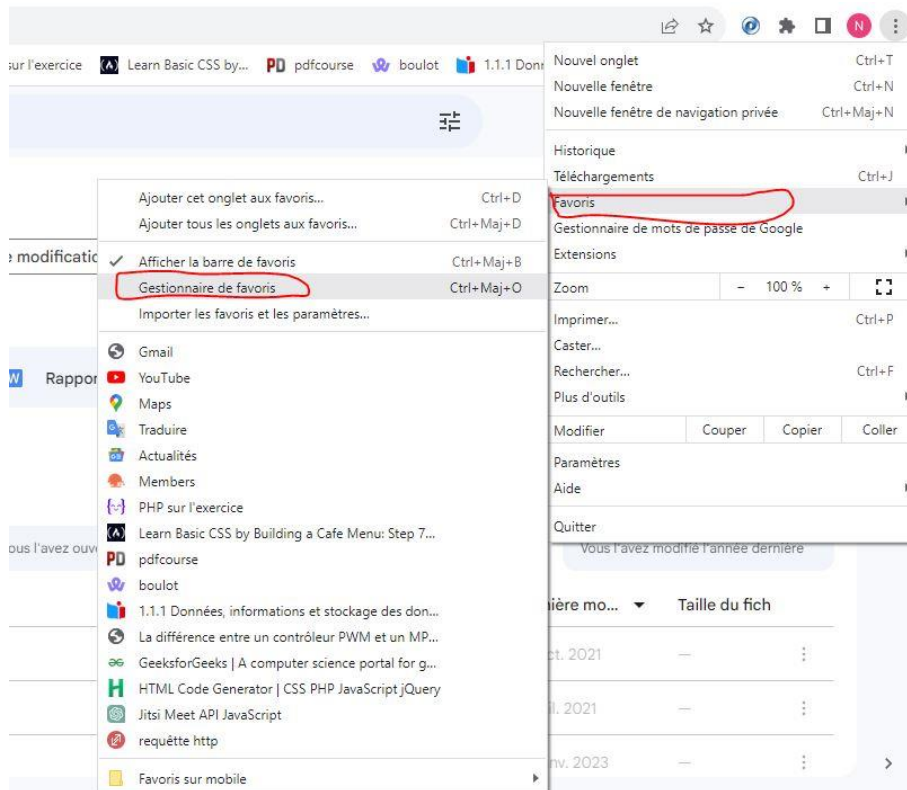 N
sur l'exercice Learn Basic CSS by... PD pdfcourse boulot 1.1.1 Donn
Nouvel onglet Ctrl+T
Nouvelle fenêtre Ctrl+N
Nouvelle fenêtre de navigation privée Ctrl+Maj+N
Historique
Téléchargements Ctrl+J
Favoris
Gestionnaire de mots de passe de Google
Extensions
Zoom - 100 % +
Imprimer... Ctrl+P
Caster...
Rechercher... Ctrl+F
Plus d'outils
Modifier Couper Copier Coller
Paramètres
Aide
Quitter
Ajouter cet onglet aux favoris... Ctrl+D
Ajouter tous les onglets aux favoris... Ctrl+Maj+D
Afficher la barre de favoris Ctrl+Maj+B
Gestionnaire de favoris Ctrl+Maj+O
Importer les favoris et les paramètres...
Gmail
YouTube
Maps
Traduire
Actualités
Members
PHP sur l'exercice
Learn Basic CSS by Building a Cafe Menu: Step 7...
PD pdfcourse
boulot
1.1.1 Données, informations et stockage des don...
La différence entre un contrôleur PWM et un MP...
GeeksforGeeks | A computer science portal for g...
H HTML Code Generator | CSS PHP JavaScript jQuery
Jitsi Meet API JavaScript
requêtte http
Favoris sur mobile
e modificatio
W Rappor
ous l'avez ouv
Vous l'avez modifié l'année dernière
ière mo... Taille du fich
ct. 2021 —
il. 2021 —
nv. 2023 —